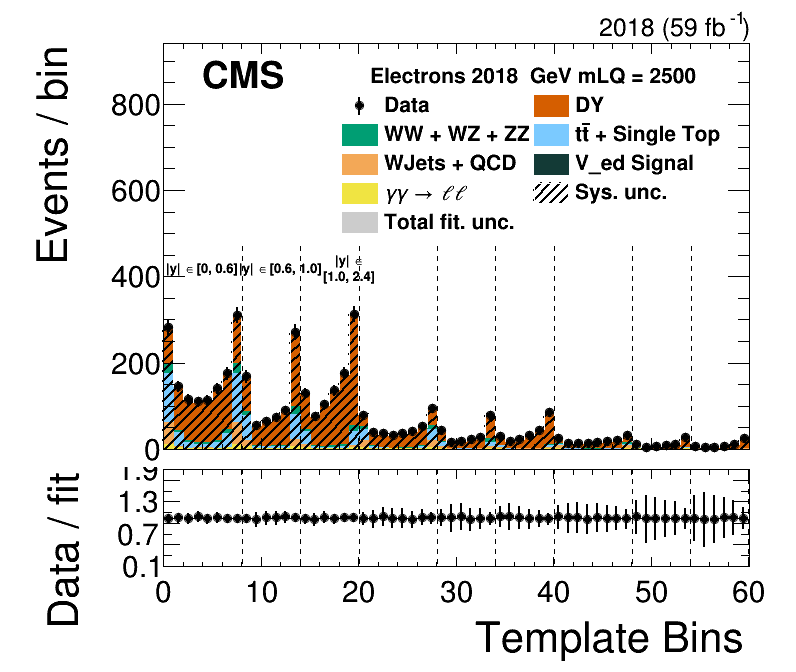 2018 (59 fb⁻¹)
CMS
Electrons 2018 GeV mLQ = 2500
Data
DY
WW + WZ + ZZ
tt̄ + Single Top
WJets + QCD
V_ed Signal
γγ → ℓℓ
Sys. unc.
Total fit. unc.
Events / bin
800
600
400
200
0
|y| ∈ [0, 0.6]
|y| ∈ [0.6, 1.0]
|y| ∈
[1.0, 2.4]
Data / fit
1.9
1.3
0.7
0.1
0 10 20 30 40 50 60
Template Bins